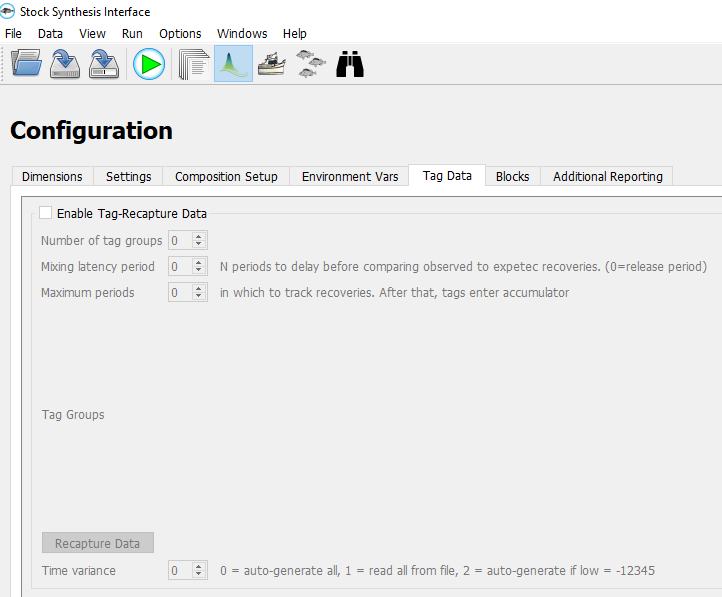 Stock Synthesis Interface
File Data View Run Options Windows Help
Configuration
Dimensions Settings Composition Setup Environment Vars Tag Data Blocks Additional Reporting
Enable Tag-Recapture Data
Number of tag groups 0
Mixing latency period 0 N periods to delay before comparing observed to expetec recoveries. (0=release period)
Maximum periods 0 in which to track recoveries. After that, tags enter accumulator
Tag Groups
Recapture Data
Time variance 0 0 = auto-generate all, 1 = read all from file, 2 = auto-generate if low = -12345